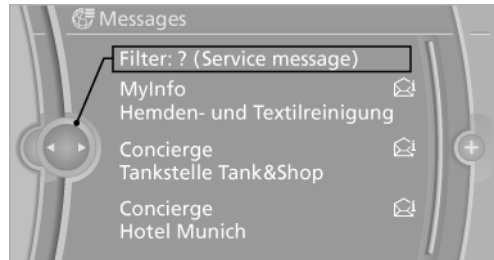 Messages
Filter: ? (Service message)
MyInfo
Hemden- und Textilreinigung
Concierge
Tankstelle Tank&Shop
Concierge
Hotel Munich